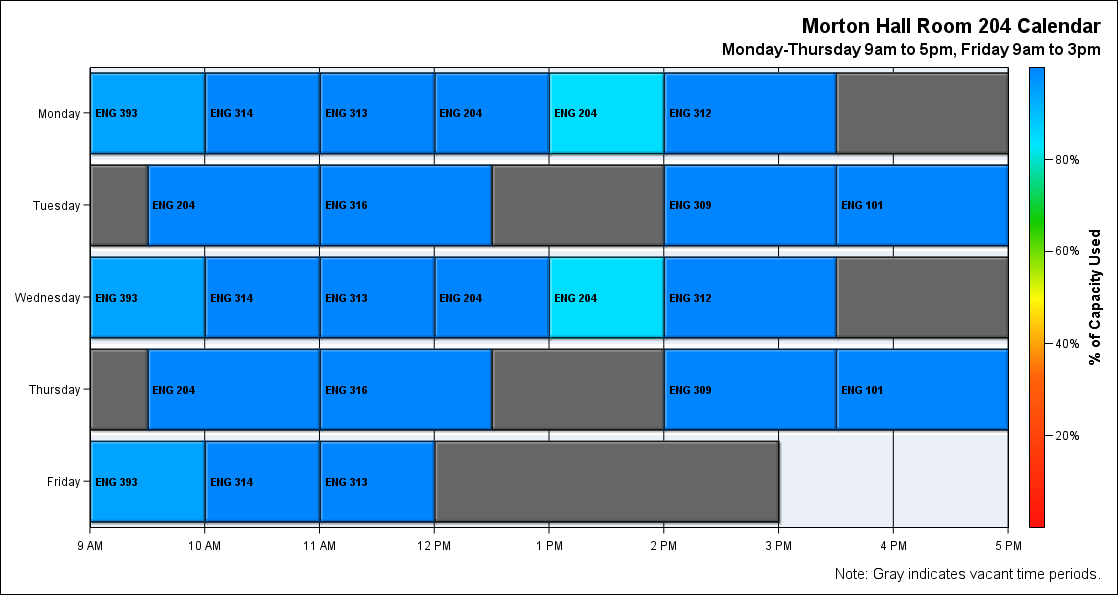 Morton Hall Room 204 Calendar
Monday-Thursday 9am to 5pm, Friday 9am to 3pm
Monday ENG 393 ENG 314 ENG 313 ENG 204 ENG 204 ENG 312
Tuesday ENG 204 ENG 316 ENG 309 ENG 101
Wednesday ENG 393 ENG 314 ENG 313 ENG 204 ENG 204 ENG 312
Thursday ENG 204 ENG 316 ENG 309 ENG 101
Friday ENG 393 ENG 314 ENG 313
9 AM 10 AM 11 AM 12 PM 1 PM 2 PM 3 PM 4 PM 5 PM
80%
60%
40%
20%
% of Capacity Used
Note: Gray indicates vacant time periods.